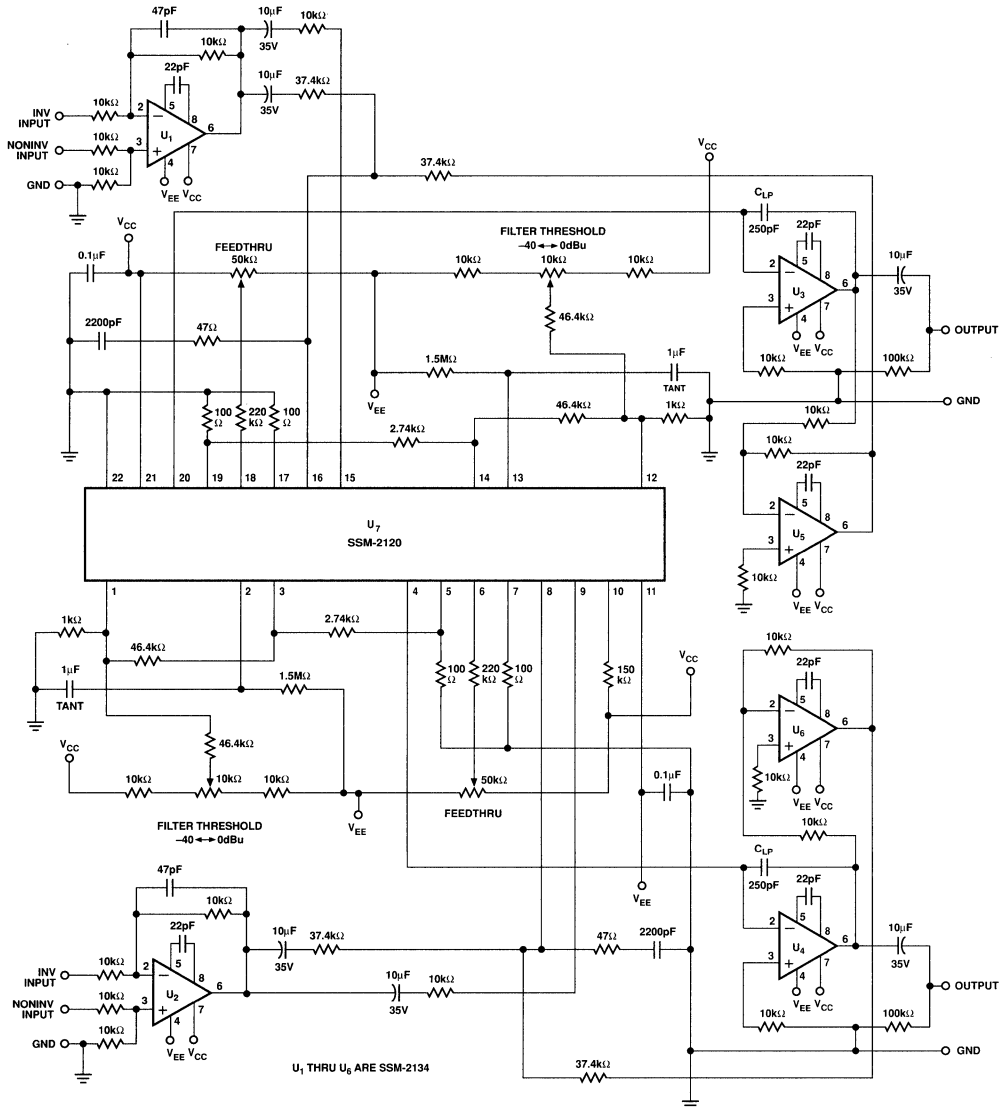 47pF
10μF
35V
10kΩ
10kΩ
22pF
10μF
35V
37.4kΩ
INV
INPUT
10kΩ
2
–
5
8
6
U1
NONINV
INPUT
10kΩ
3
+
4
7
GND
10kΩ
VEE
VCC
37.4kΩ
VCC
VCC
0.1μF
FEEDTHRU
50kΩ
FILTER THRESHOLD
–40 ↔ 0dBu
10kΩ
10kΩ
10kΩ
46.4kΩ
CLP
250pF
22pF
2
–
5
8
6
U3
3
+
4
7
VEE
VCC
10μF
35V
OUTPUT
10kΩ
100kΩ
GND
2200pF
47Ω
1.5MΩ
1μF
TANT
VEE
46.4kΩ
1kΩ
100
Ω
220
kΩ
100
Ω
2.74kΩ
10kΩ
10kΩ
22pF
2
–
5
8
6
U5
3
+
4
7
10kΩ
VEE
VCC
22
21
20
19
18
17
16
15
14
13
12
U7
SSM-2120
1
2
3
4
5
6
7
8
9
10
11
1kΩ
46.4kΩ
2.74kΩ
1μF
TANT
1.5MΩ
100
Ω
220
kΩ
100
Ω
150
kΩ
VCC
10kΩ
22pF
2
–
5
8
6
U6
3
+
4
7
10kΩ
VEE
VCC
10kΩ
VCC
46.4kΩ
10kΩ
10kΩ
10kΩ
VEE
50kΩ
FEEDTHRU
0.1μF
FILTER THRESHOLD
–40 ↔ 0dBu
VEE
CLP
250pF
22pF
2
–
5
8
6
U4
3
+
4
7
VEE
VCC
10μF
35V
OUTPUT
10kΩ
100kΩ
GND
47pF
10kΩ
22pF
10μF
35V
37.4kΩ
47Ω
2200pF
INV
INPUT
10kΩ
2
–
5
8
6
U2
10μF
35V
10kΩ
NONINV
INPUT
10kΩ
3
+
4
7
GND
10kΩ
VEE
VCC
U1 THRU U6 ARE SSM-2134
37.4kΩ